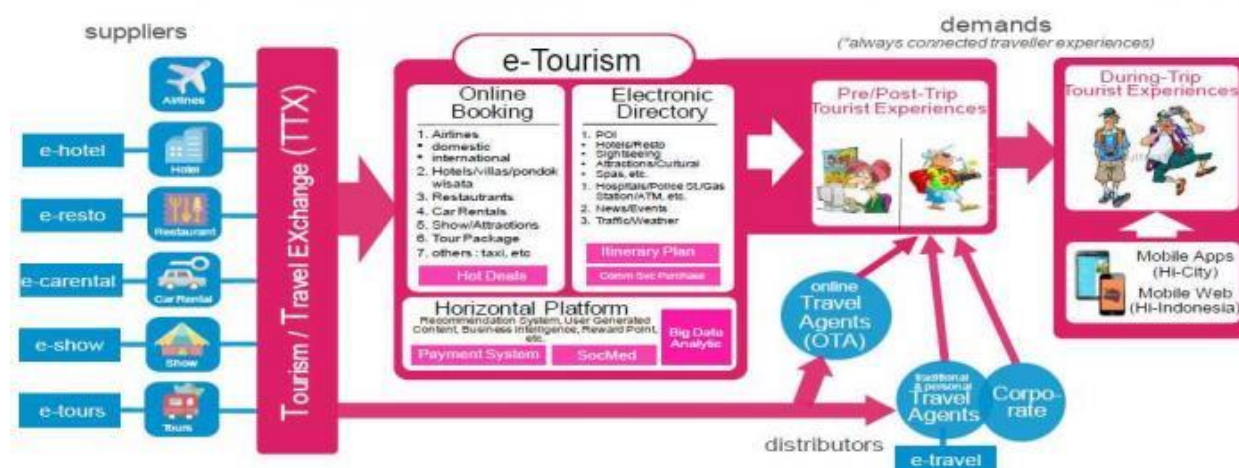 suppliers
Airlines
e-hotel
Hotel
e-resto
Restaurant
e-carental
Car Rental
e-show
Show
e-tours
Tours
Tourism / Travel EXchange (TTX)
e-Tourism
Online
Booking
1. Airlines
• domestic
• international
2. Hotels/villas/pondok
wisata
3. Restautrants
4. Car Rentals
5. Show/Attractions
6. Tour Package
7. others : taxi, etc
Hot Deals
Electronic
Directory
1. POI
• Hotels/Resto
• Sightseeing
• Attractions/Cultural
• Spas, etc.
1. Hospitals/Police St./Gas
Station/ATM, etc.
2. News/Events
3. Traffic/Weather
Itinerary Plan
Comm Svc Purchase
Horizontal Platform
Recommendation System, User Generated
Content, Business Intelligence, Reward Point,
etc.
Payment System
SocMed
Big Data
Analytic
demands
(*always connected traveller experiences)
Pre/Post-Trip
Tourist Experiences
During-Trip
Tourist Experiences
Mobile Apps
(Hi-City)
Mobile Web
(Hi-Indonesia)
online
Travel
Agents
(OTA)
traditional
& personal
Travel
Agents
Corpo-
rate
distributors
e-travel